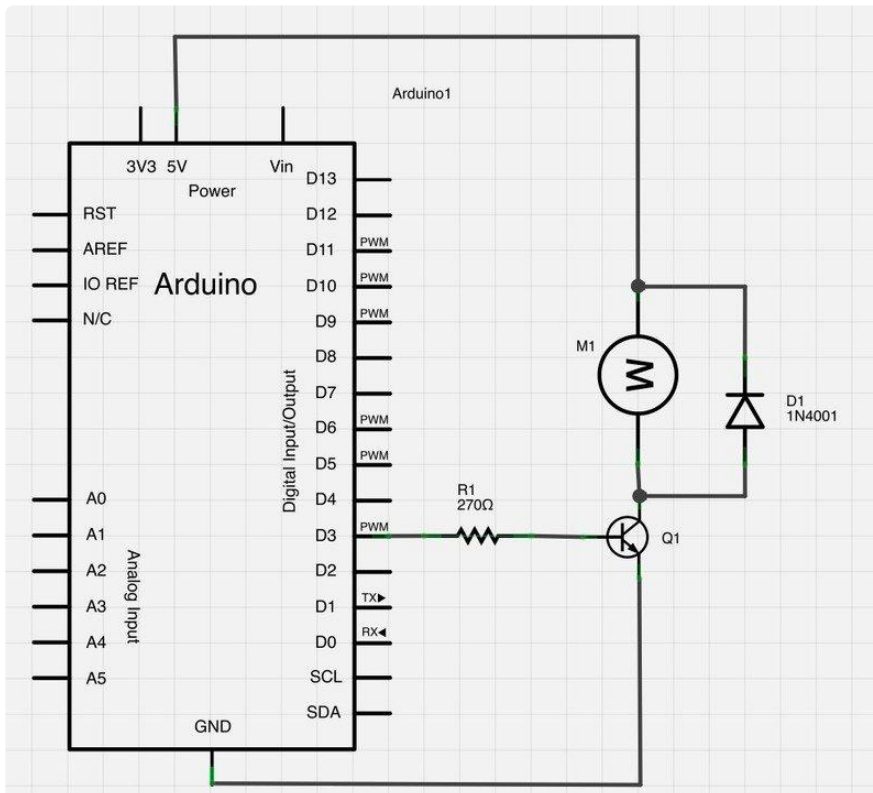 Arduino1
3V3 5V Vin
Power
D13
RST
D12
AREF
D11 PWM
IO REF
Arduino
D10 PWM
N/C
D9 PWM
D8
D7
D6 PWM
D5 PWM
Digital Input/Output
M1
M
D1
1N4001
A0
D4
R1
270Ω
A1
D3 PWM
Q1
A2
D2
Analog Input
A3
D1 TX
A4
D0 RX
A5
SCL
SDA
GND